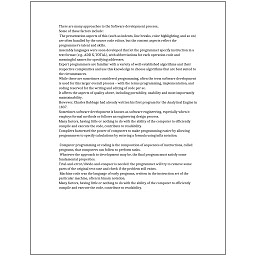 There are many approaches to the Software development process.
Some of those factors include:
The presentation aspects of this (such as indents, line breaks, color highlighting, and so on)
are often handled by the source code editor, but the content aspects reflect the
programmer's talent and skills.
Assembly languages were soon developed that let the programmer specify instruction in a
text format (e.g., ADD X, TOTAL), with abbreviations for each operation code and
meaningful names for specifying addresses.
Expert programmers are familiar with a variety of well-established algorithms and their
respective complexities and use this knowledge to choose algorithms that are best suited to
the circumstances.
While these are sometimes considered programming, often the term software development
is used for this larger overall process – with the terms programming, implementation, and
coding reserved for the writing and editing of code per se.
It affects the aspects of quality above, including portability, usability and most importantly
maintainability.
However, Charles Babbage had already written his first program for the Analytical Engine in
1837.
Sometimes software development is known as software engineering, especially when it
employs formal methods or follows an engineering design process.
Many factors, having little or nothing to do with the ability of the computer to efficiently
compile and execute the code, contribute to readability.
Compilers harnessed the power of computers to make programming easier by allowing
programmers to specify calculations by entering a formula using infix notation.
Computer programming or coding is the composition of sequences of instructions, called
programs, that computers can follow to perform tasks.
Whatever the approach to development may be, the final program must satisfy some
fundamental properties.
Trial-and-error/divide-and-conquer is needed: the programmer will try to remove some
parts of the original test case and check if the problem still exists.
Machine code was the language of early programs, written in the instruction set of the
particular machine, often in binary notation.
Many factors, having little or nothing to do with the ability of the computer to efficiently
compile and execute the code, contribute to readability.